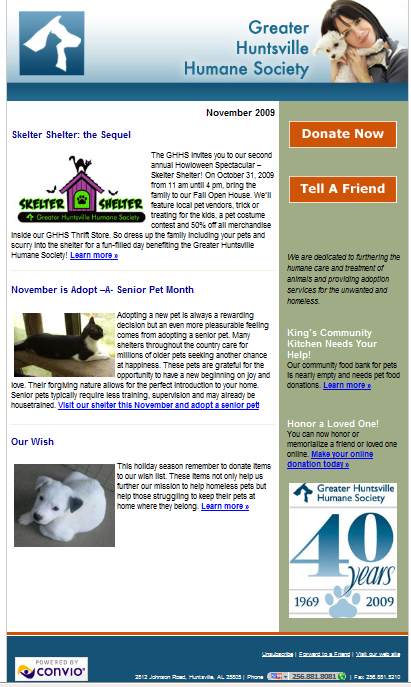 Greater
Huntsville
Humane Society
November 2009
Skelter Shelter: the Sequel
SKELTER SHELTER
Greater Huntsville Humane Society
The GHHS invites you to our second
annual Howloween Spectacular –
Skelter Shelter! On October 31, 2009
from 11 am until 4 pm, bring the
family to our Fall Open House. We'll
feature local pet vendors, trick or
treating for the kids, a pet costume
contest and 50% off all merchandise
inside our GHHS Thrift Store. So dress up the family including your pets and
scurry into the shelter for a fun-filled day benefiting the Greater Huntsville
Humane Society! Learn more »
November is Adopt –A- Senior Pet Month
Adopting a new pet is always a rewarding
decision but an even more pleasurable feeling
comes from adopting a senior pet. Many
shelters throughout the country care for
millions of older pets seeking another chance
at happiness. These pets are grateful for the
opportunity to have a new beginning on joy and
love. Their forgiving nature allows for the perfect introduction to your home.
Senior pets typically require less training, supervision and may already be
housetrained. Visit our shelter this November and adopt a senior pet!
Our Wish
This holiday season remember to donate items
to our wish list. These items not only help us
further our mission to help homeless pets but
help those struggling to keep their pets at
home where they belong. Learn more »
Donate Now
Tell A Friend
We are dedicated to furthering the
humane care and treatment of
animals and providing adoption
services for the unwanted and
homeless.
King's Community
Kitchen Needs Your
Help!
Our community food bank for pets
is nearly empty and needs pet food
donations. Learn more »
Honor a Loved One!
You can now honor or
memorialize a friend or loved one
online. Make your online
donation today »
Greater Huntsville
Humane Society
40
years
1969 2009
Unsubscribe | Forward to a Friend | Visit our web site
POWERED BY
convio
2812 Johnson Road, Huntsville, AL 35805 | Phone 256.881.8081 | Fax 256.881.5210